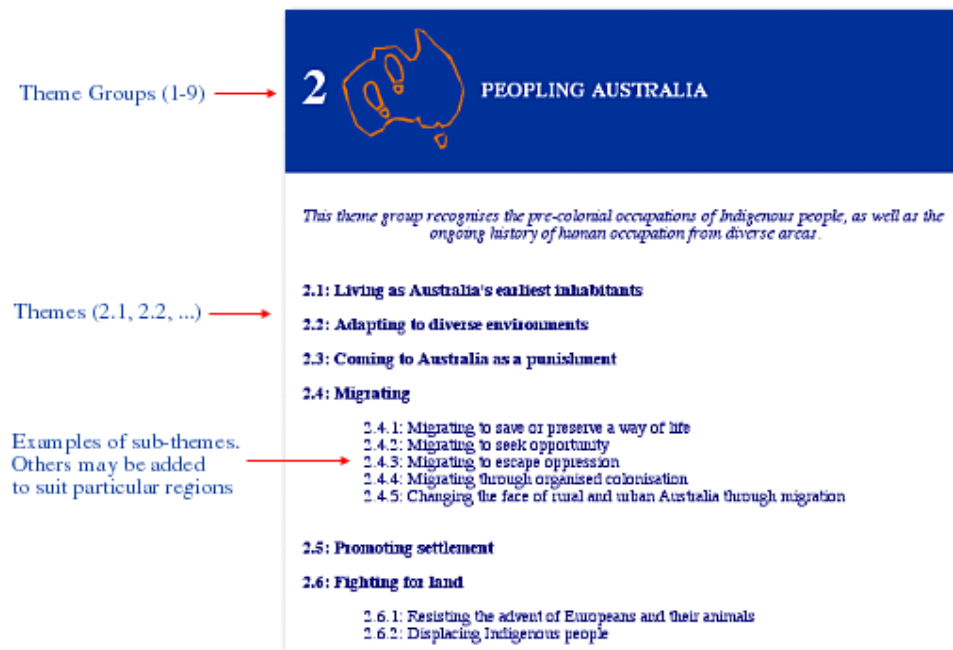 Theme Groups (1-9)
2
PEOPLING AUSTRALIA
This theme group recognises the pre-colonial occupations of Indigenous people, as well as the
ongoing history of human occupation from diverse areas.
Themes (2.1, 2.2, ...)
2.1: Living as Australia's earliest inhabitants
2.2: Adapting to diverse environments
2.3: Coming to Australia as a punishment
2.4: Migrating
Examples of sub-themes.
Others may be added
to suit particular regions
2.4.1: Migrating to save or preserve a way of life
2.4.2: Migrating to seek opportunity
2.4.3: Migrating to escape oppression
2.4.4: Migrating through organised colonisation
2.4.5: Changing the face of rural and urban Australia through migration
2.5: Promoting settlement
2.6: Fighting for land
2.6.1: Resisting the advent of Europeans and their animals
2.6.2: Displacing Indigenous people